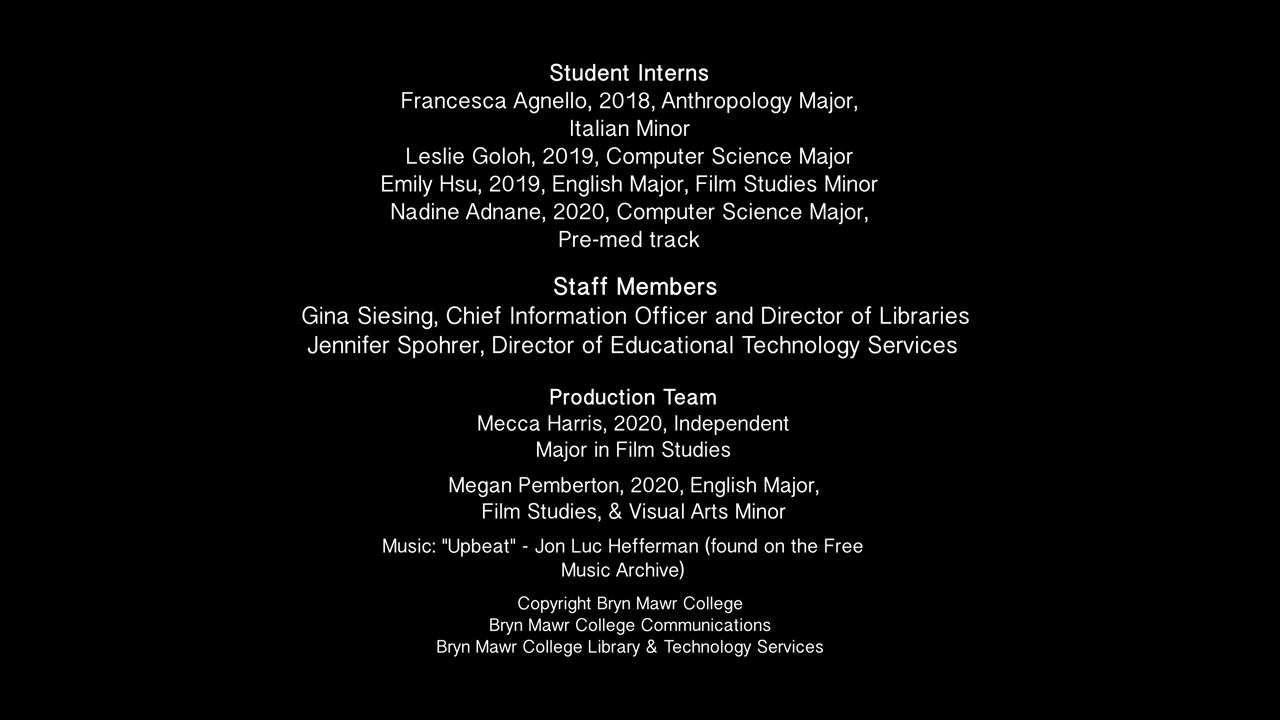 Student Interns
Francesca Agnello, 2018, Anthropology Major,
Italian Minor
Leslie Goloh, 2019, Computer Science Major
Emily Hsu, 2019, English Major, Film Studies Minor
Nadine Adnane, 2020, Computer Science Major,
Pre-med track
Staff Members
Gina Siesing, Chief Information Officer and Director of Libraries
Jennifer Spohrer, Director of Educational Technology Services
Production Team
Mecca Harris, 2020, Independent
Major in Film Studies
Megan Pemberton, 2020, English Major,
Film Studies, & Visual Arts Minor
Music: "Upbeat" - Jon Luc Hefferman (found on the Free
Music Archive)
Copyright Bryn Mawr College
Bryn Mawr College Communications
Bryn Mawr College Library & Technology Services